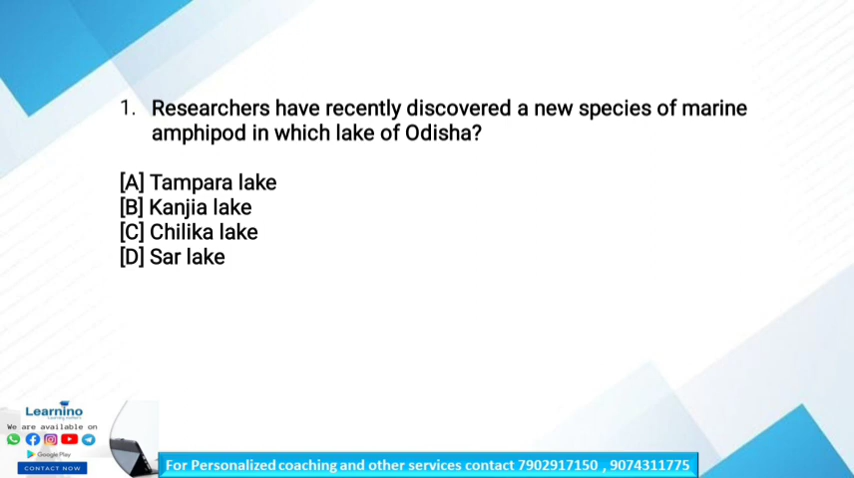 1. Researchers have recently discovered a new species of marine
amphipod in which lake of Odisha?
[A] Tampara lake
[B] Kanjia lake
[C] Chilika lake
[D] Sar lake
Learnino
We are available on
Google Play
CONTACT NOW
For Personalized coaching and other services contact 7902917150 , 9074311775